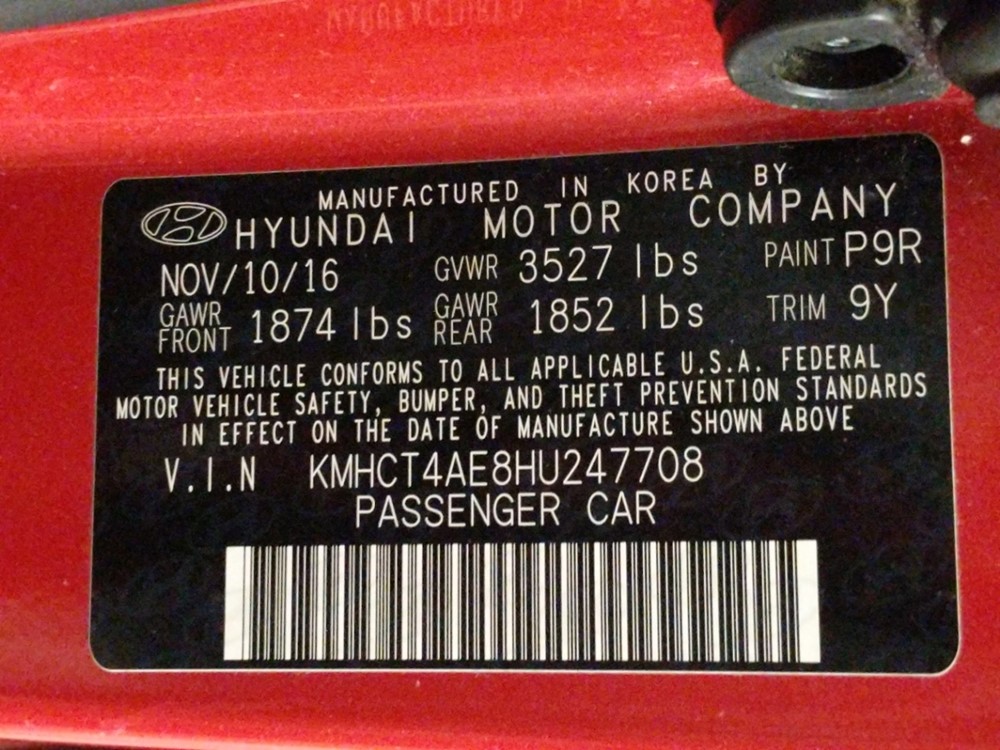 MANUFACTURED IN KOREA BY
HYUNDAI MOTOR COMPANY
NOV/10/16 GVWR 3527 lbs PAINT P9R
GAWR FRONT 1874 lbs GAWR REAR 1852 lbs TRIM 9Y
THIS VEHICLE CONFORMS TO ALL APPLICABLE U.S.A. FEDERAL
MOTOR VEHICLE SAFETY, BUMPER, AND THEFT PREVENTION STANDARDS
IN EFFECT ON THE DATE OF MANUFACTURE SHOWN ABOVE
V.I.N KMHCT4AE8HU247708
PASSENGER CAR